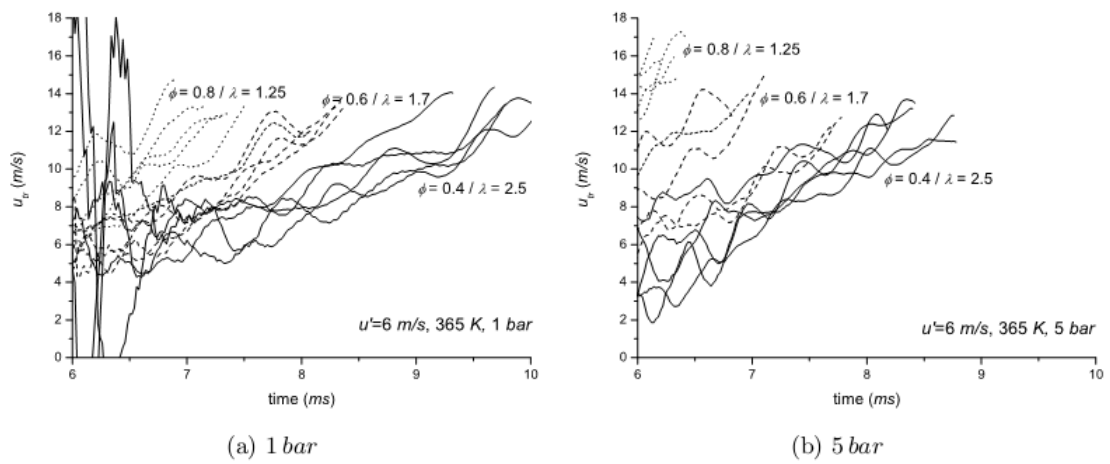 18
16
14
12
10
8
6
4
2
0
u_tr (m/s)
ϕ = 0.8 / λ = 1.25
ϕ = 0.6 / λ = 1.7
ϕ = 0.4 / λ = 2.5
u'=6 m/s, 365 K, 1 bar
6 7 8 9 10
time (ms)
(a) 1 bar
18
16
14
12
10
8
6
4
2
0
u_tr (m/s)
ϕ = 0.8 / λ = 1.25
ϕ = 0.6 / λ = 1.7
ϕ = 0.4 / λ = 2.5
u'=6 m/s, 365 K, 5 bar
6 7 8 9 10
time (ms)
(b) 5 bar